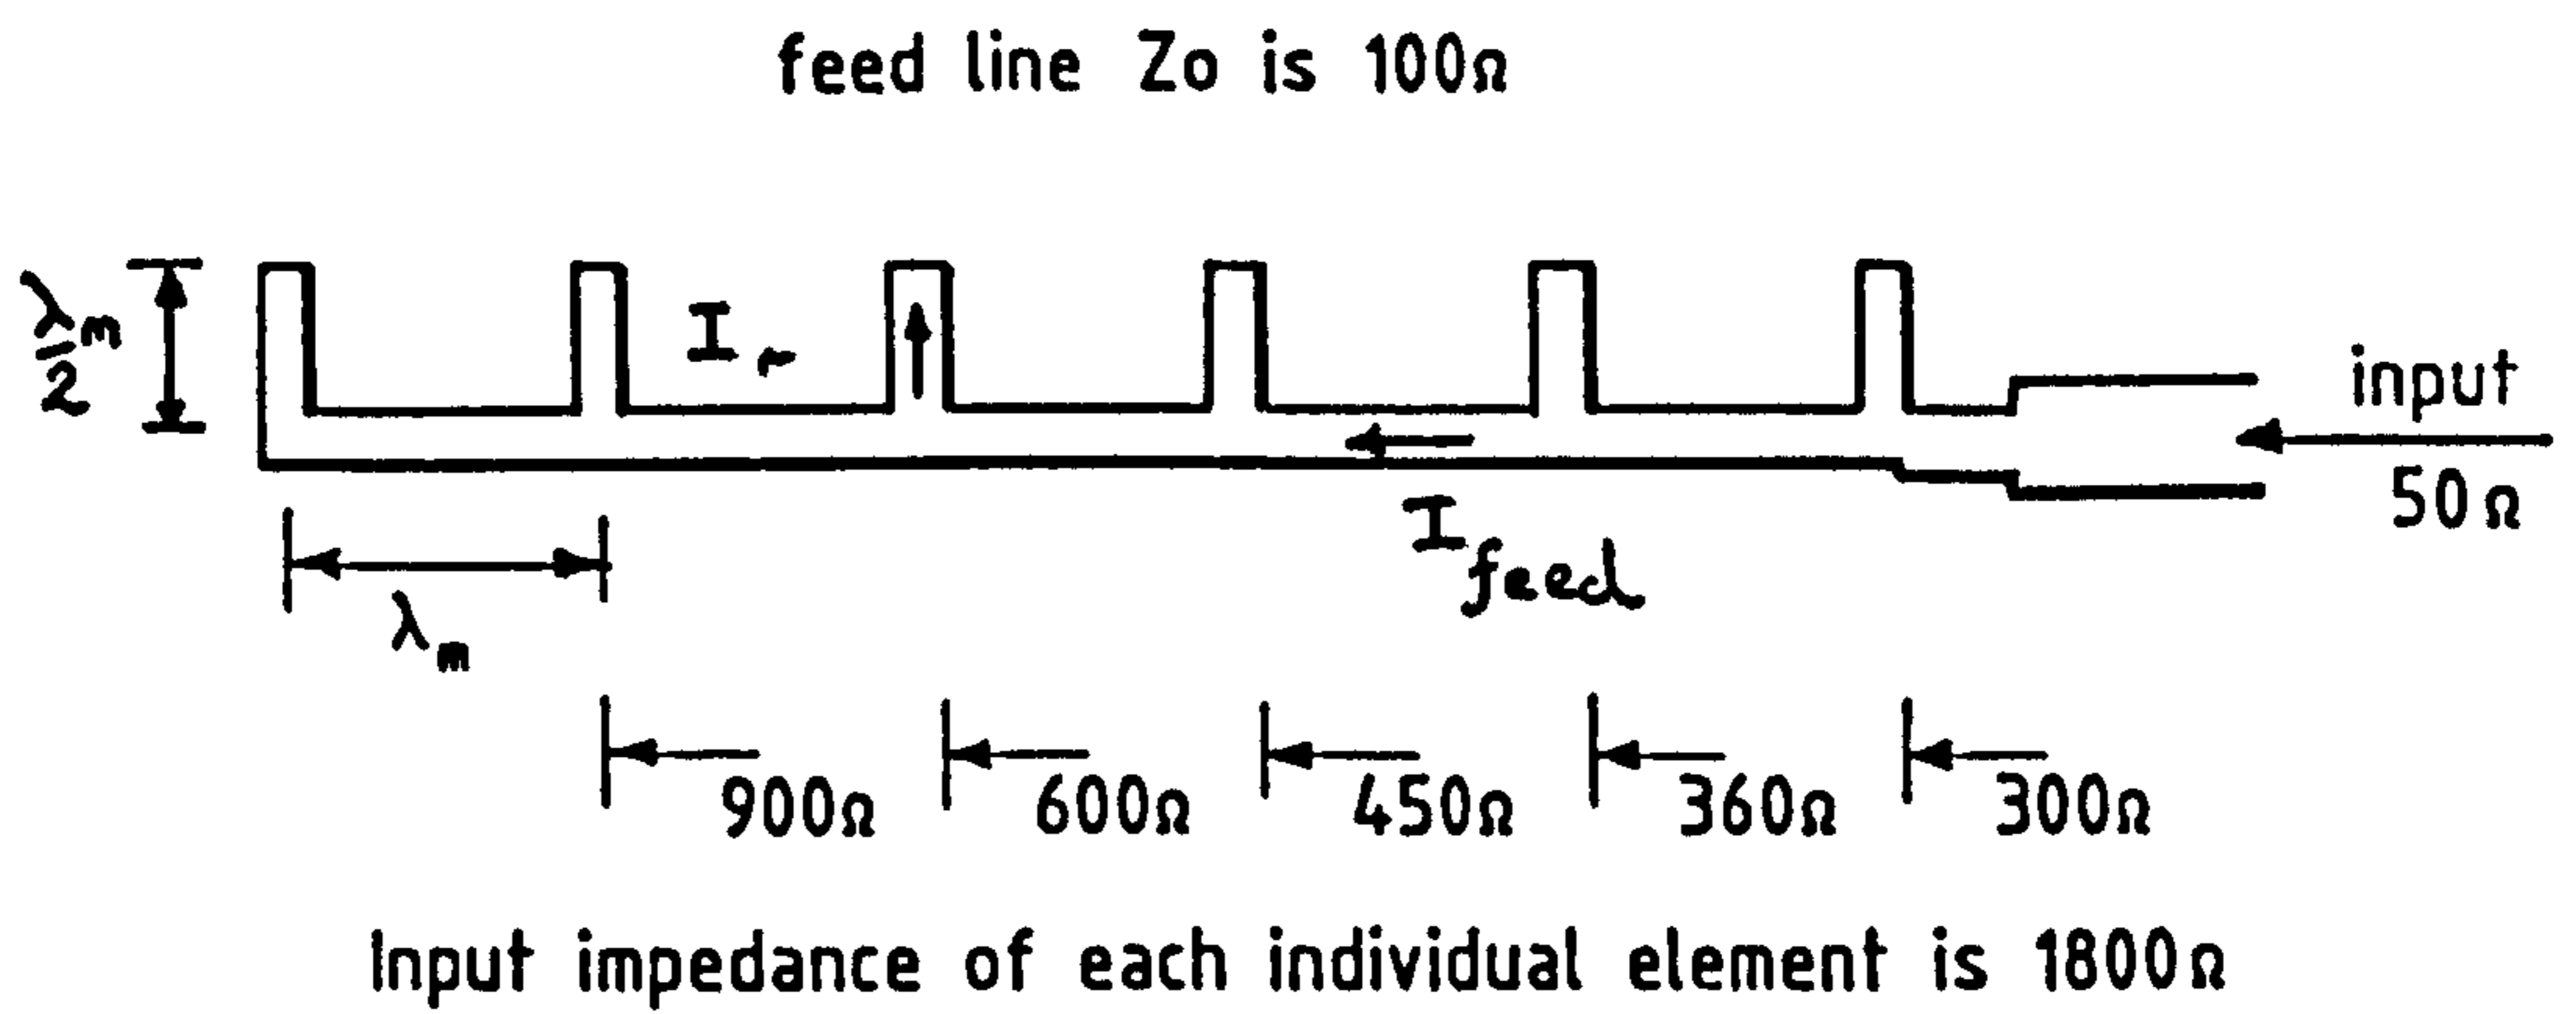 feed line Zo is 100Ω
λm/2
Ir
input
50Ω
Ifeed
λm
900Ω
600Ω
450Ω
360Ω
300Ω
Input impedance of each individual element is 1800Ω